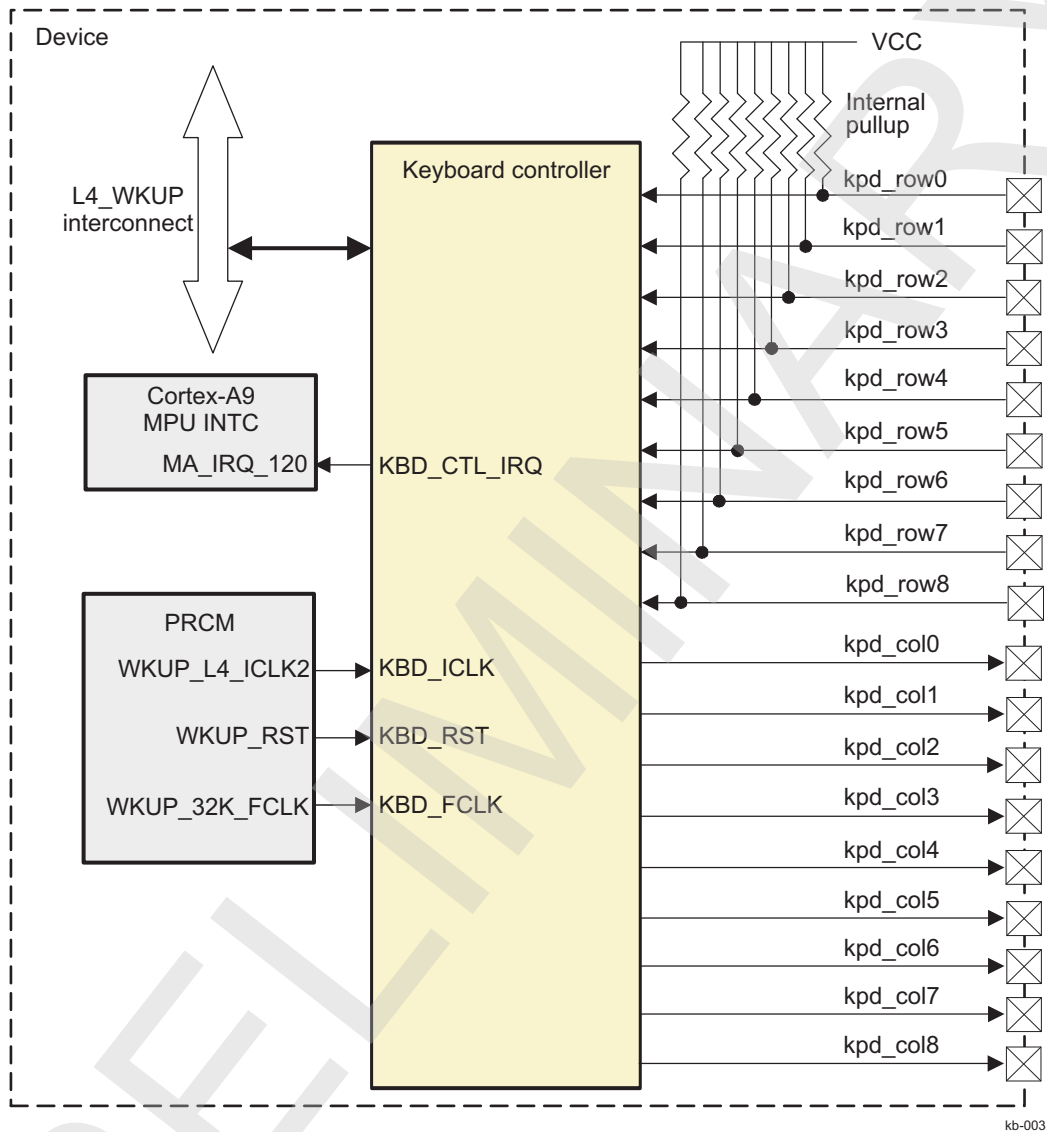 Device
VCC
Internal
pullup
Keyboard controller
L4_WKUP
interconnect
kpd_row0
kpd_row1
kpd_row2
kpd_row3
kpd_row4
kpd_row5
kpd_row6
kpd_row7
kpd_row8
Cortex-A9
MPU INTC
MA_IRQ_120
KBD_CTL_IRQ
PRCM
WKUP_L4_ICLK2
KBD_ICLK
WKUP_RST
KBD_RST
WKUP_32K_FCLK
KBD_FCLK
kpd_col0
kpd_col1
kpd_col2
kpd_col3
kpd_col4
kpd_col5
kpd_col6
kpd_col7
kpd_col8
kb-003
PRELIMINARY